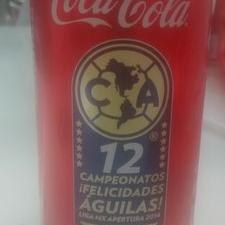 Coca-Cola
CA
12
®
CAMPEONATOS
¡FELICIDADES
ÁGUILAS!
LIGA MX APERTURA 2014